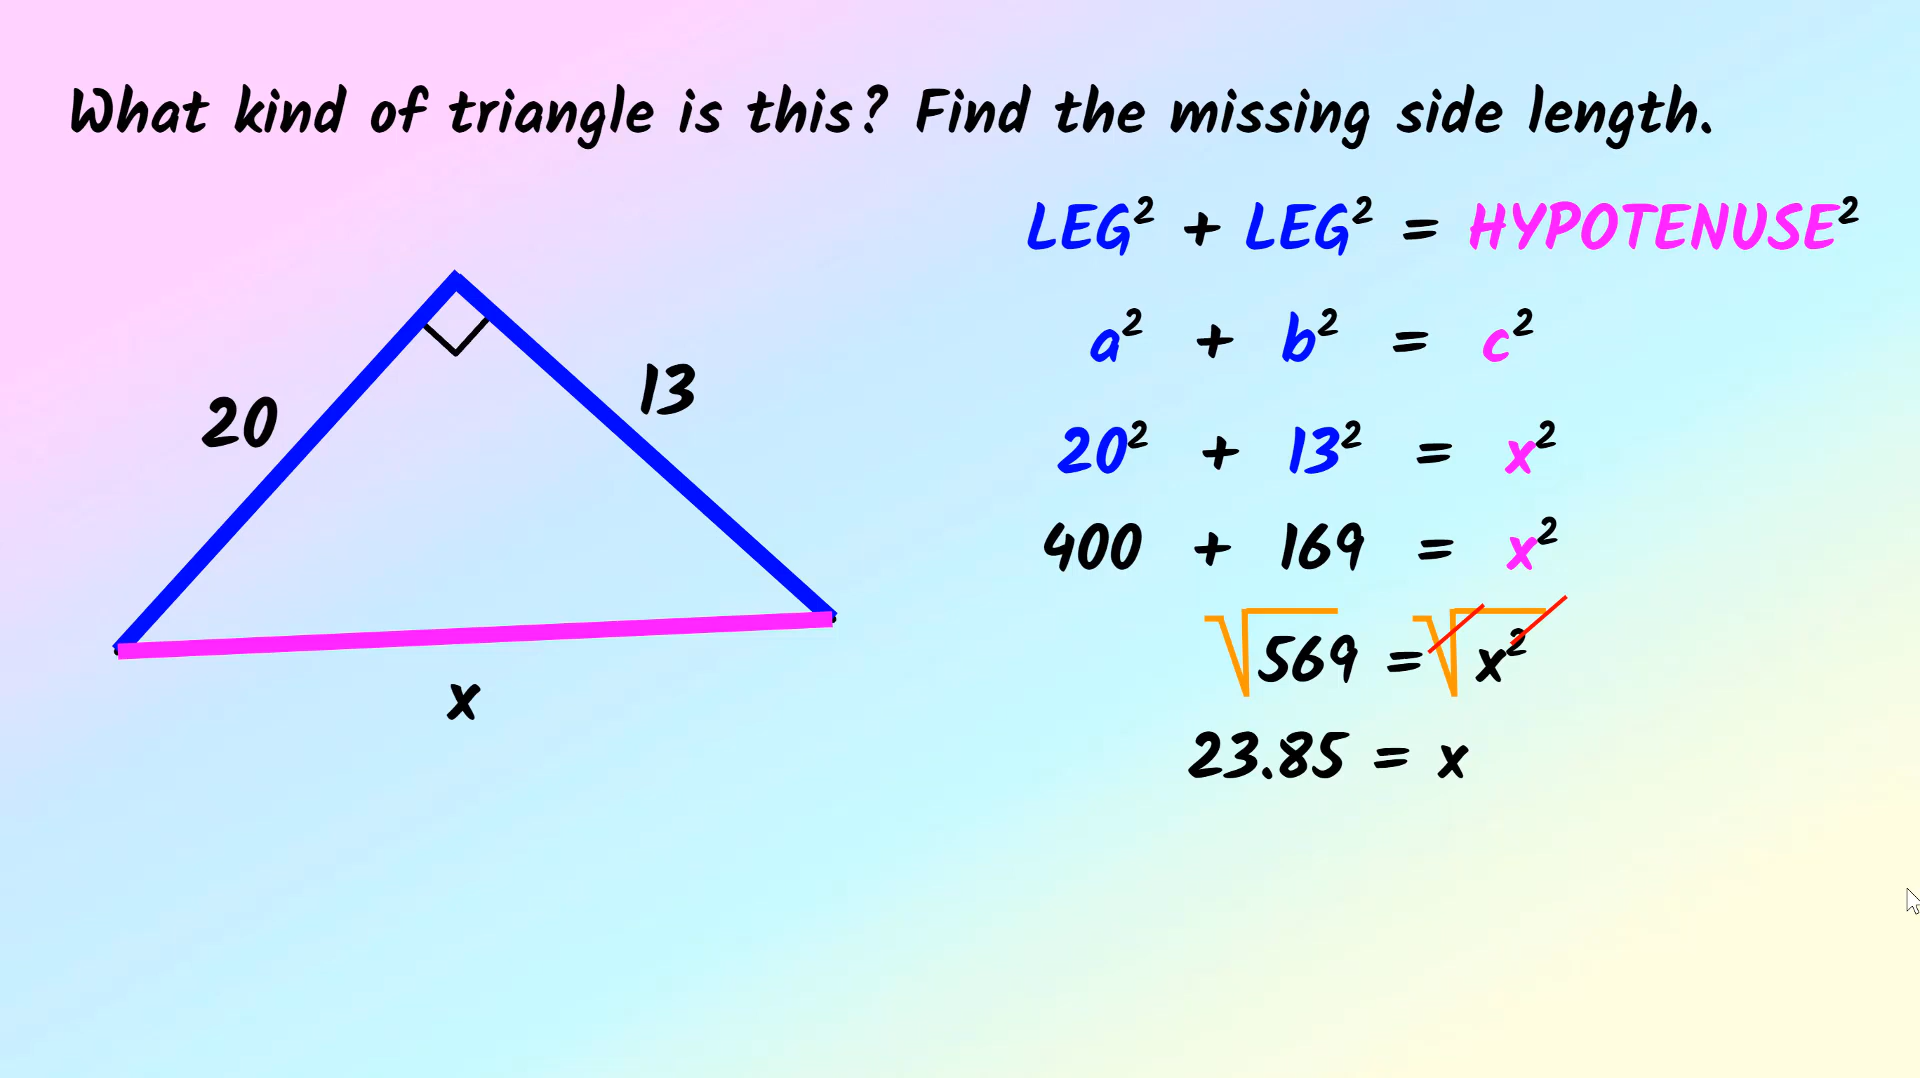 What kind of triangle is this? Find the missing side length.
LEG² + LEG² = HYPOTENUSE²
a² + b² = c²
20² + 13² = x²
400 + 169 = x²
√569 = √x²
23.85 = x
20
13
x